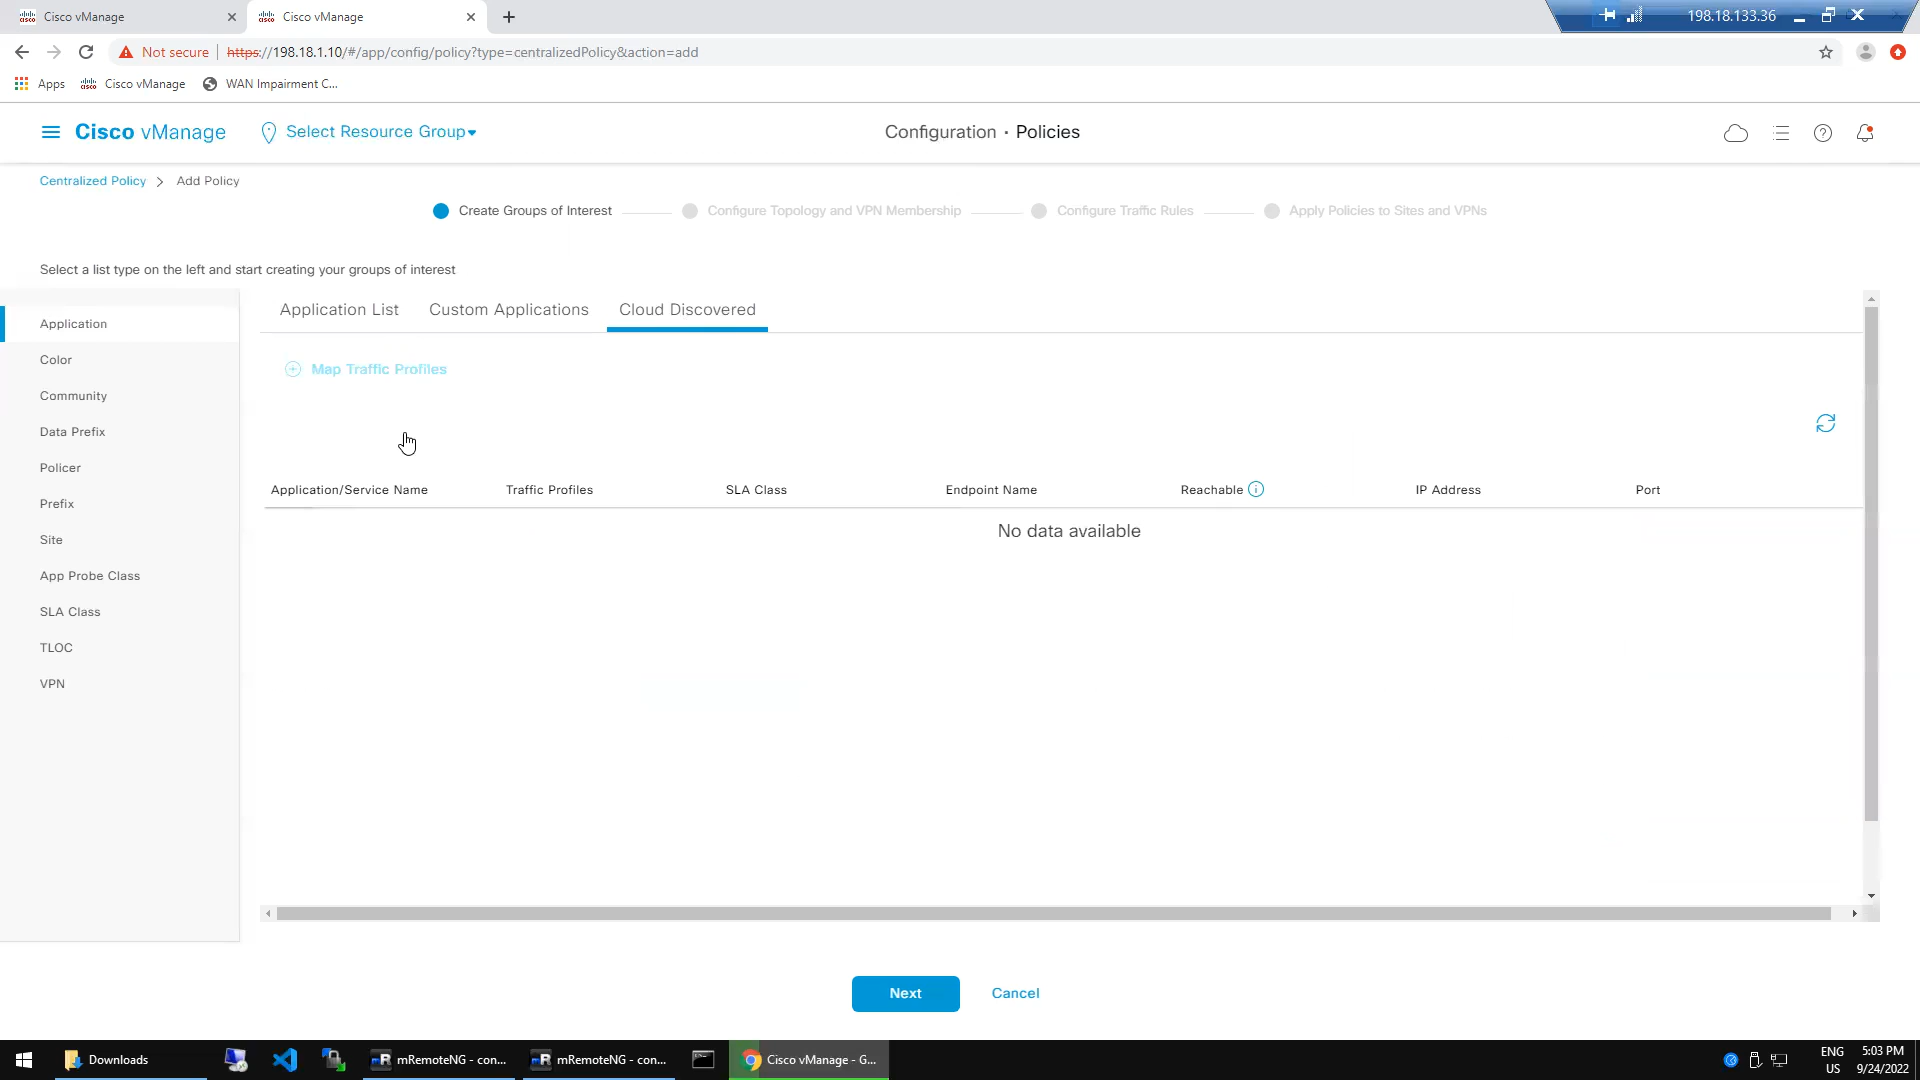 Cisco vManage
Cisco vManage
198.18.133.36
Not secure
https://198.18.1.10/#/app/config/policy?type=centralizedPolicy&action=add
Apps
Cisco vManage
WAN Impairment C...
Cisco vManage
Select Resource Group
Configuration · Policies
Centralized Policy > Add Policy
Create Groups of Interest
Configure Topology and VPN Membership
Configure Traffic Rules
Apply Policies to Sites and VPNs
Select a list type on the left and start creating your groups of interest
Application
Color
Community
Data Prefix
Policer
Prefix
Site
App Probe Class
SLA Class
TLOC
VPN
Application List
Custom Applications
Cloud Discovered
Map Traffic Profiles
Application/Service Name
Traffic Profiles
SLA Class
Endpoint Name
Reachable
IP Address
Port
No data available
Next
Cancel
Downloads
mRemoteNG - con...
mRemoteNG - con...
Cisco vManage - G...
ENG
US
5:03 PM
9/24/2022